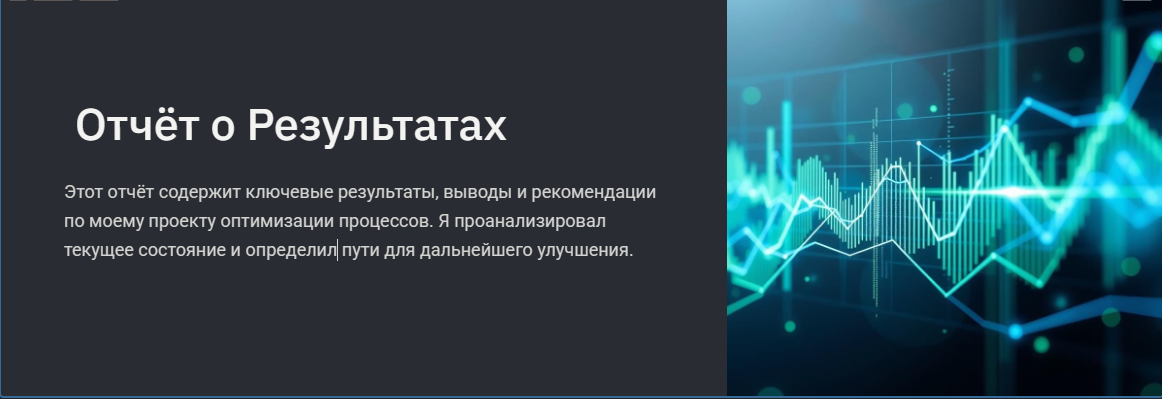 Отчёт о Результатах
Этот отчёт содержит ключевые результаты, выводы и рекомендации
по моему проекту оптимизации процессов. Я проанализировал
текущее состояние и определил пути для дальнейшего улучшения.